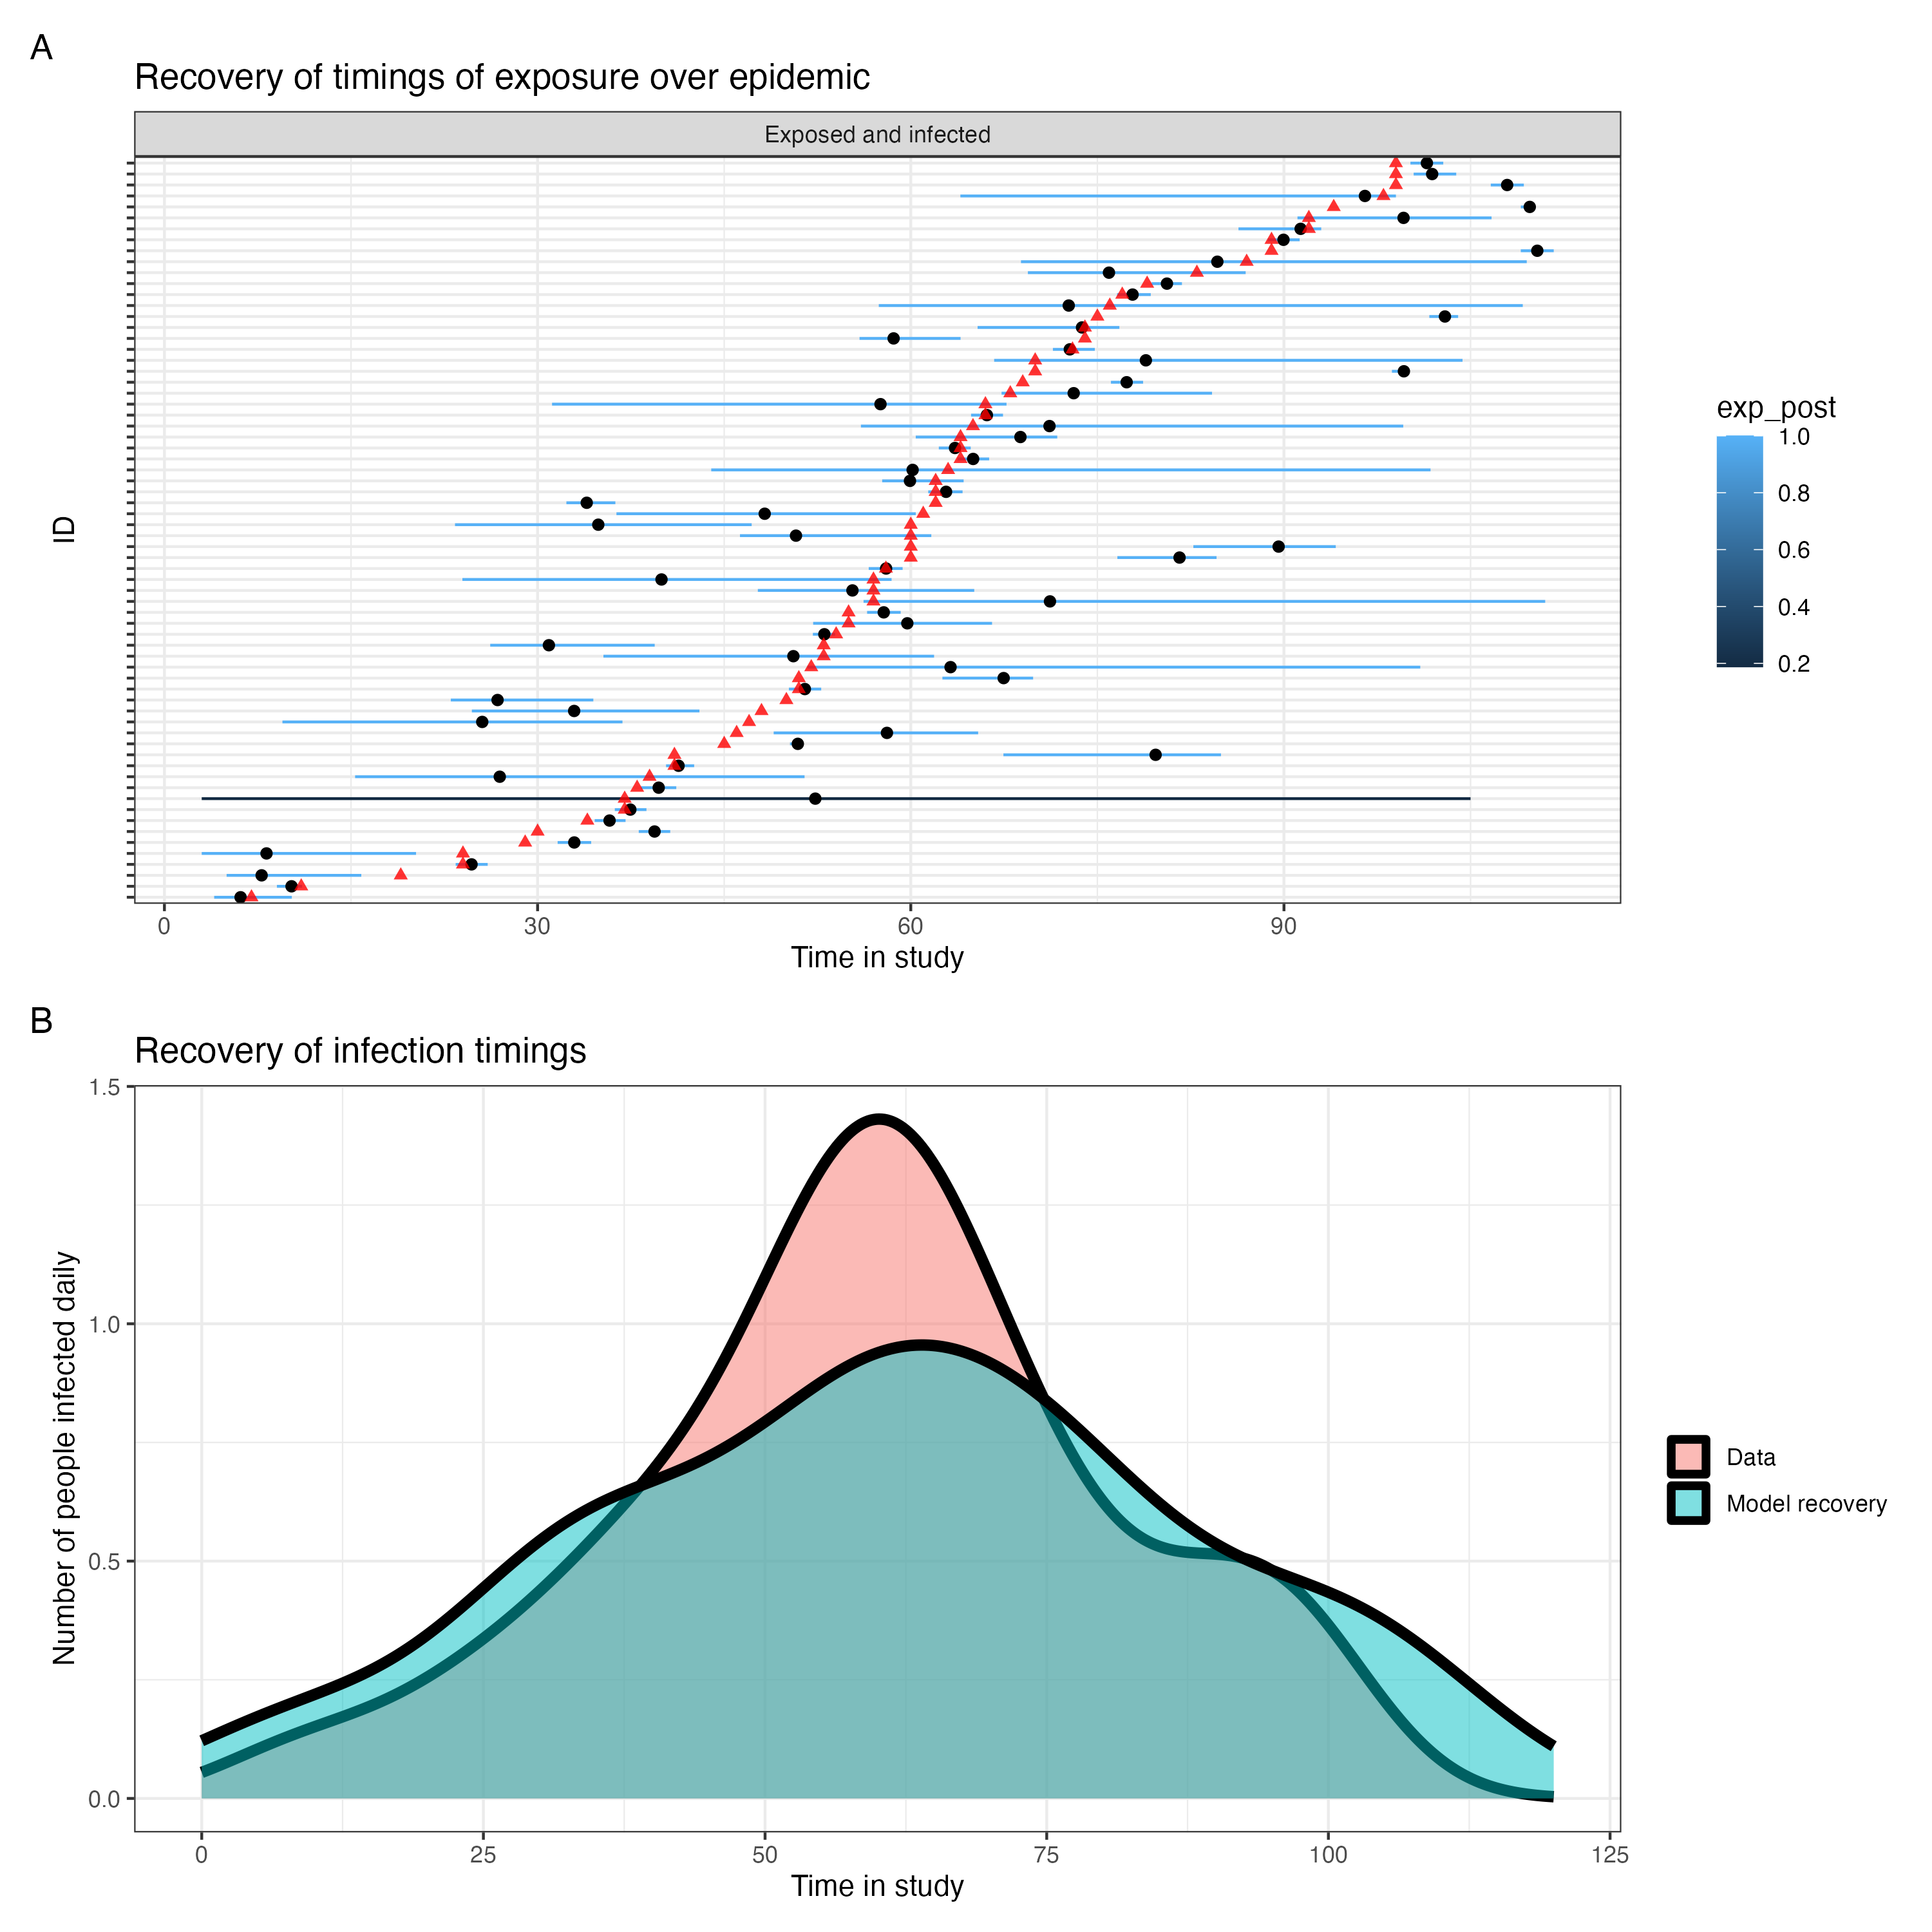 A
Recovery of timings of exposure over epidemic
Exposed and infected
ID
0 30 60 90
Time in study
exp_post
1.0
0.8
0.6
0.4
0.2
B
Recovery of infection timings
1.5
1.0
0.5
0.0
Number of people infected daily
0 25 50 75 100 125
Time in study
Data
Model recovery